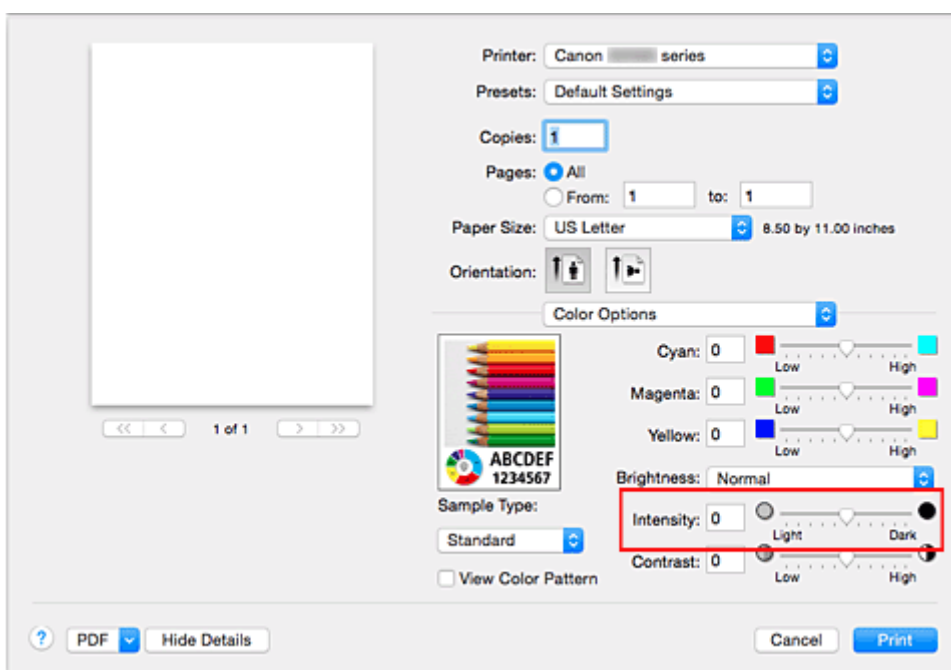 Printer: Canon series
Presets: Default Settings
Copies: 1
Pages: All
From: 1 to: 1
Paper Size: US Letter 8.50 by 11.00 inches
Orientation:
Color Options
Cyan: 0
Low High
Magenta: 0
Low High
Yellow: 0
Low High
Brightness: Normal
Intensity: 0
Light Dark
Contrast: 0
Low High
ABCDEF
1234567
Sample Type:
Standard
View Color Pattern
<< < 1 of 1 > >>
? PDF Hide Details Cancel Print